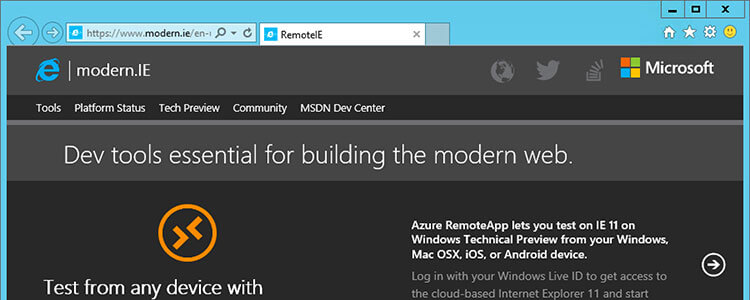 https://www.modern.ie/en-
RemoteIE
modern.IE
Microsoft
Tools Platform Status Tech Preview Community MSDN Dev Center
Dev tools essential for building the modern web.
Azure RemoteApp lets you test on IE 11 on
Windows Technical Preview from your Windows,
Mac OSX, iOS, or Android device.
Test from any device with
Log in with your Windows Live ID to get access to
the cloud-based Internet Explorer 11 and start